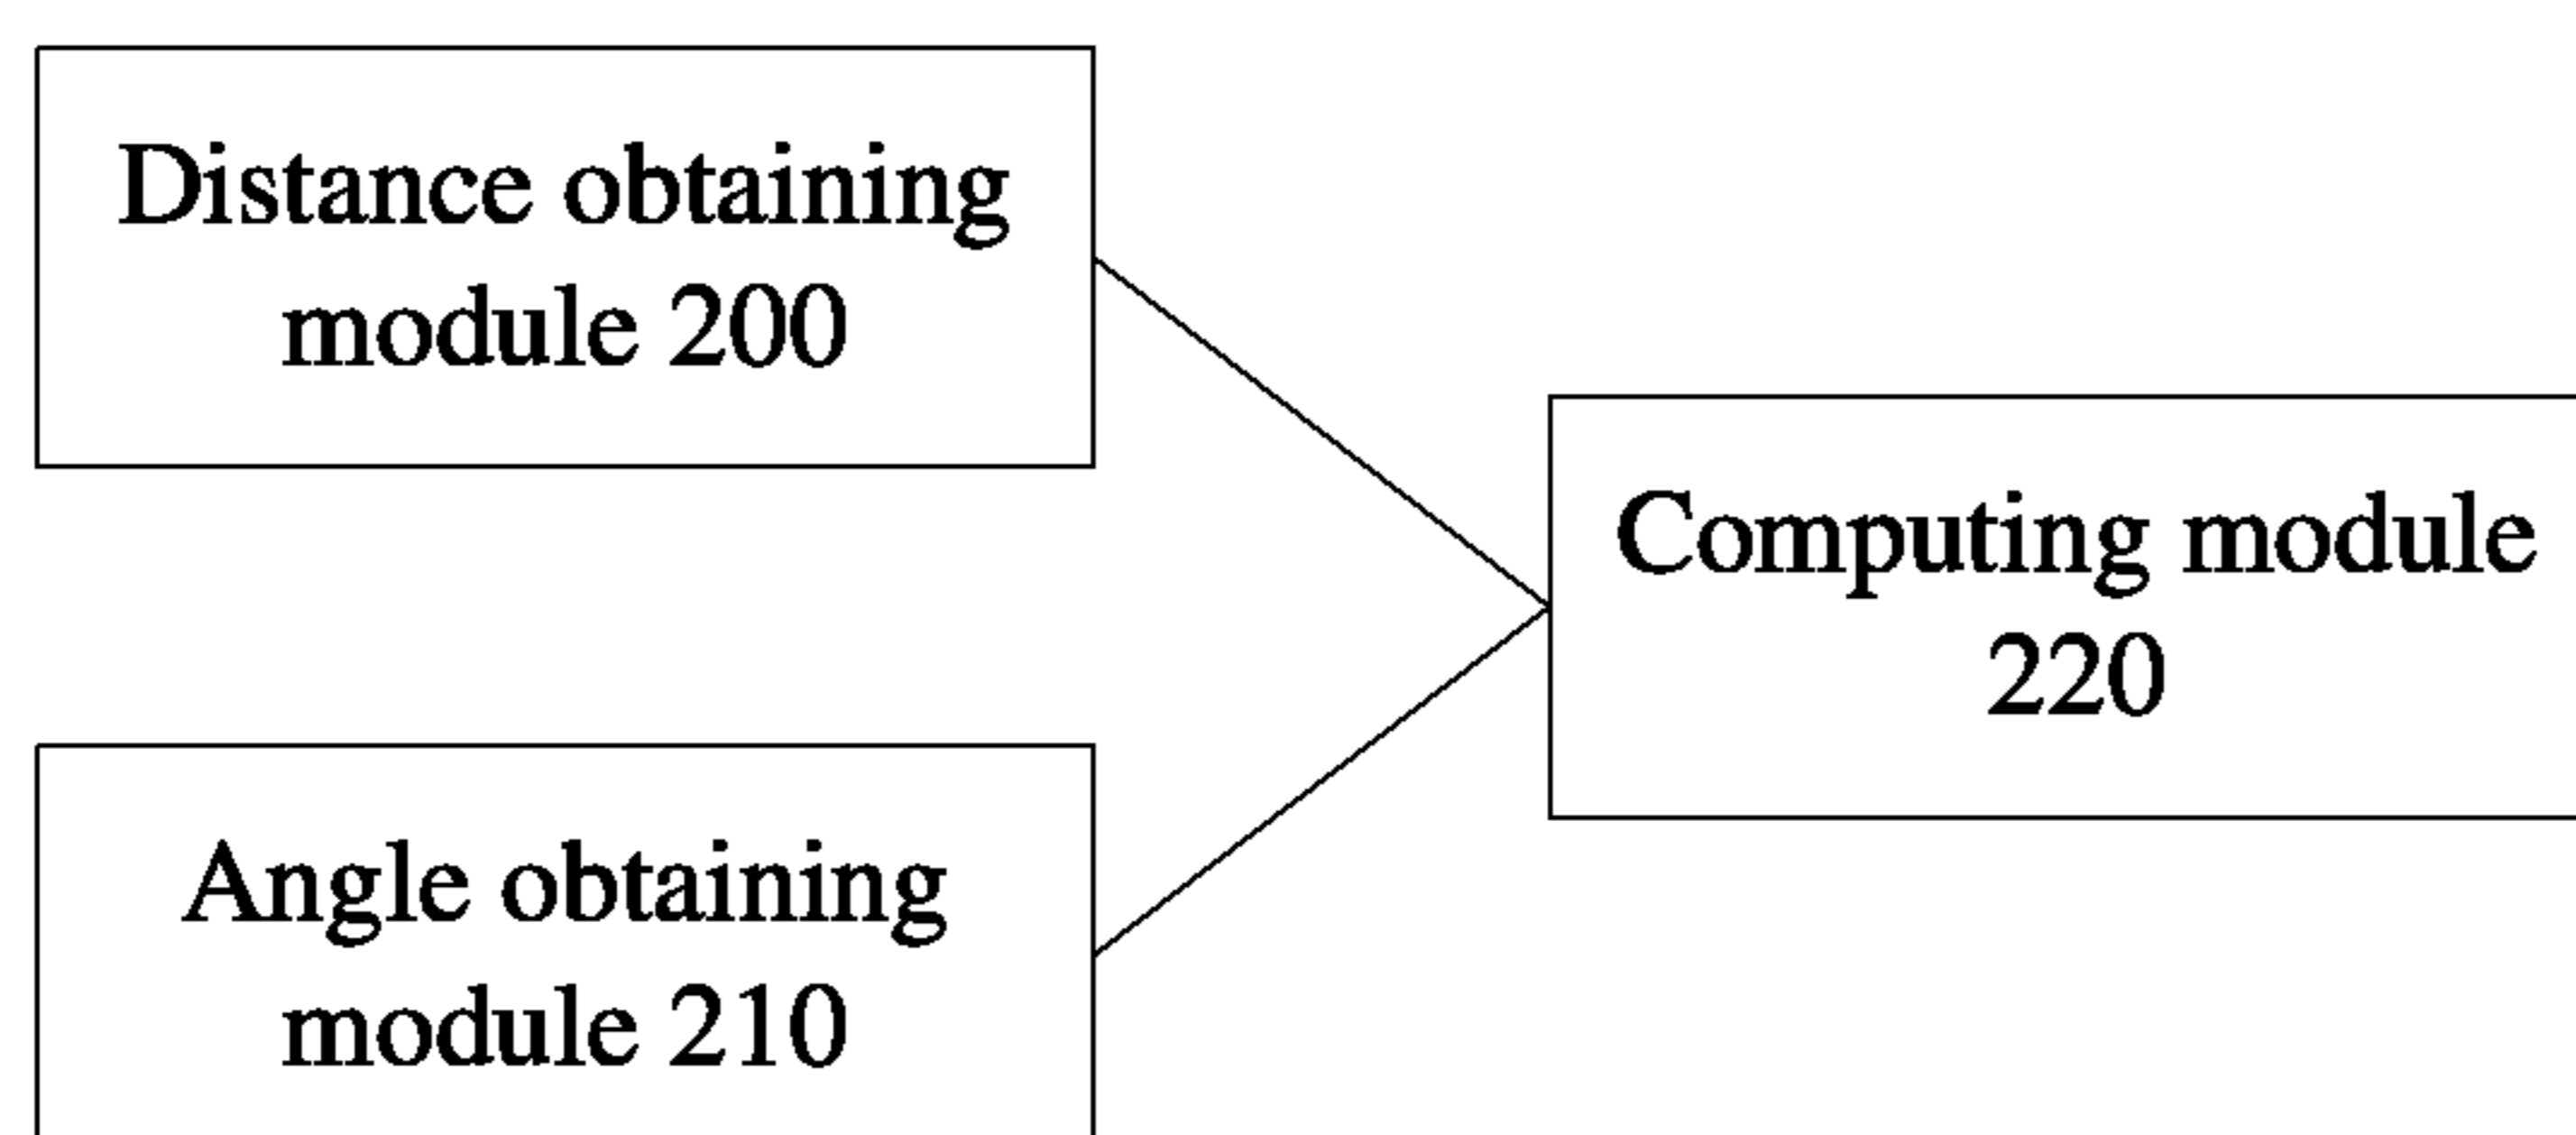 Distance obtaining
module 200
Computing module
220
Angle obtaining
module 210